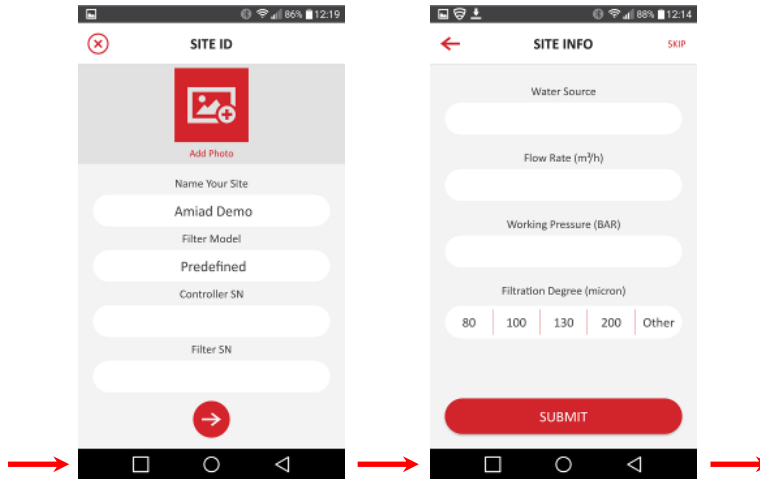 86% 12:19
SITE ID
Add Photo
Name Your Site
Amiad Demo
Filter Model
Predefined
Controller SN
Filter SN
88% 12:14
SITE INFO
SKIP
Water Source
Flow Rate (m³/h)
Working Pressure (BAR)
Filtration Degree (micron)
80 100 130 200 Other
SUBMIT